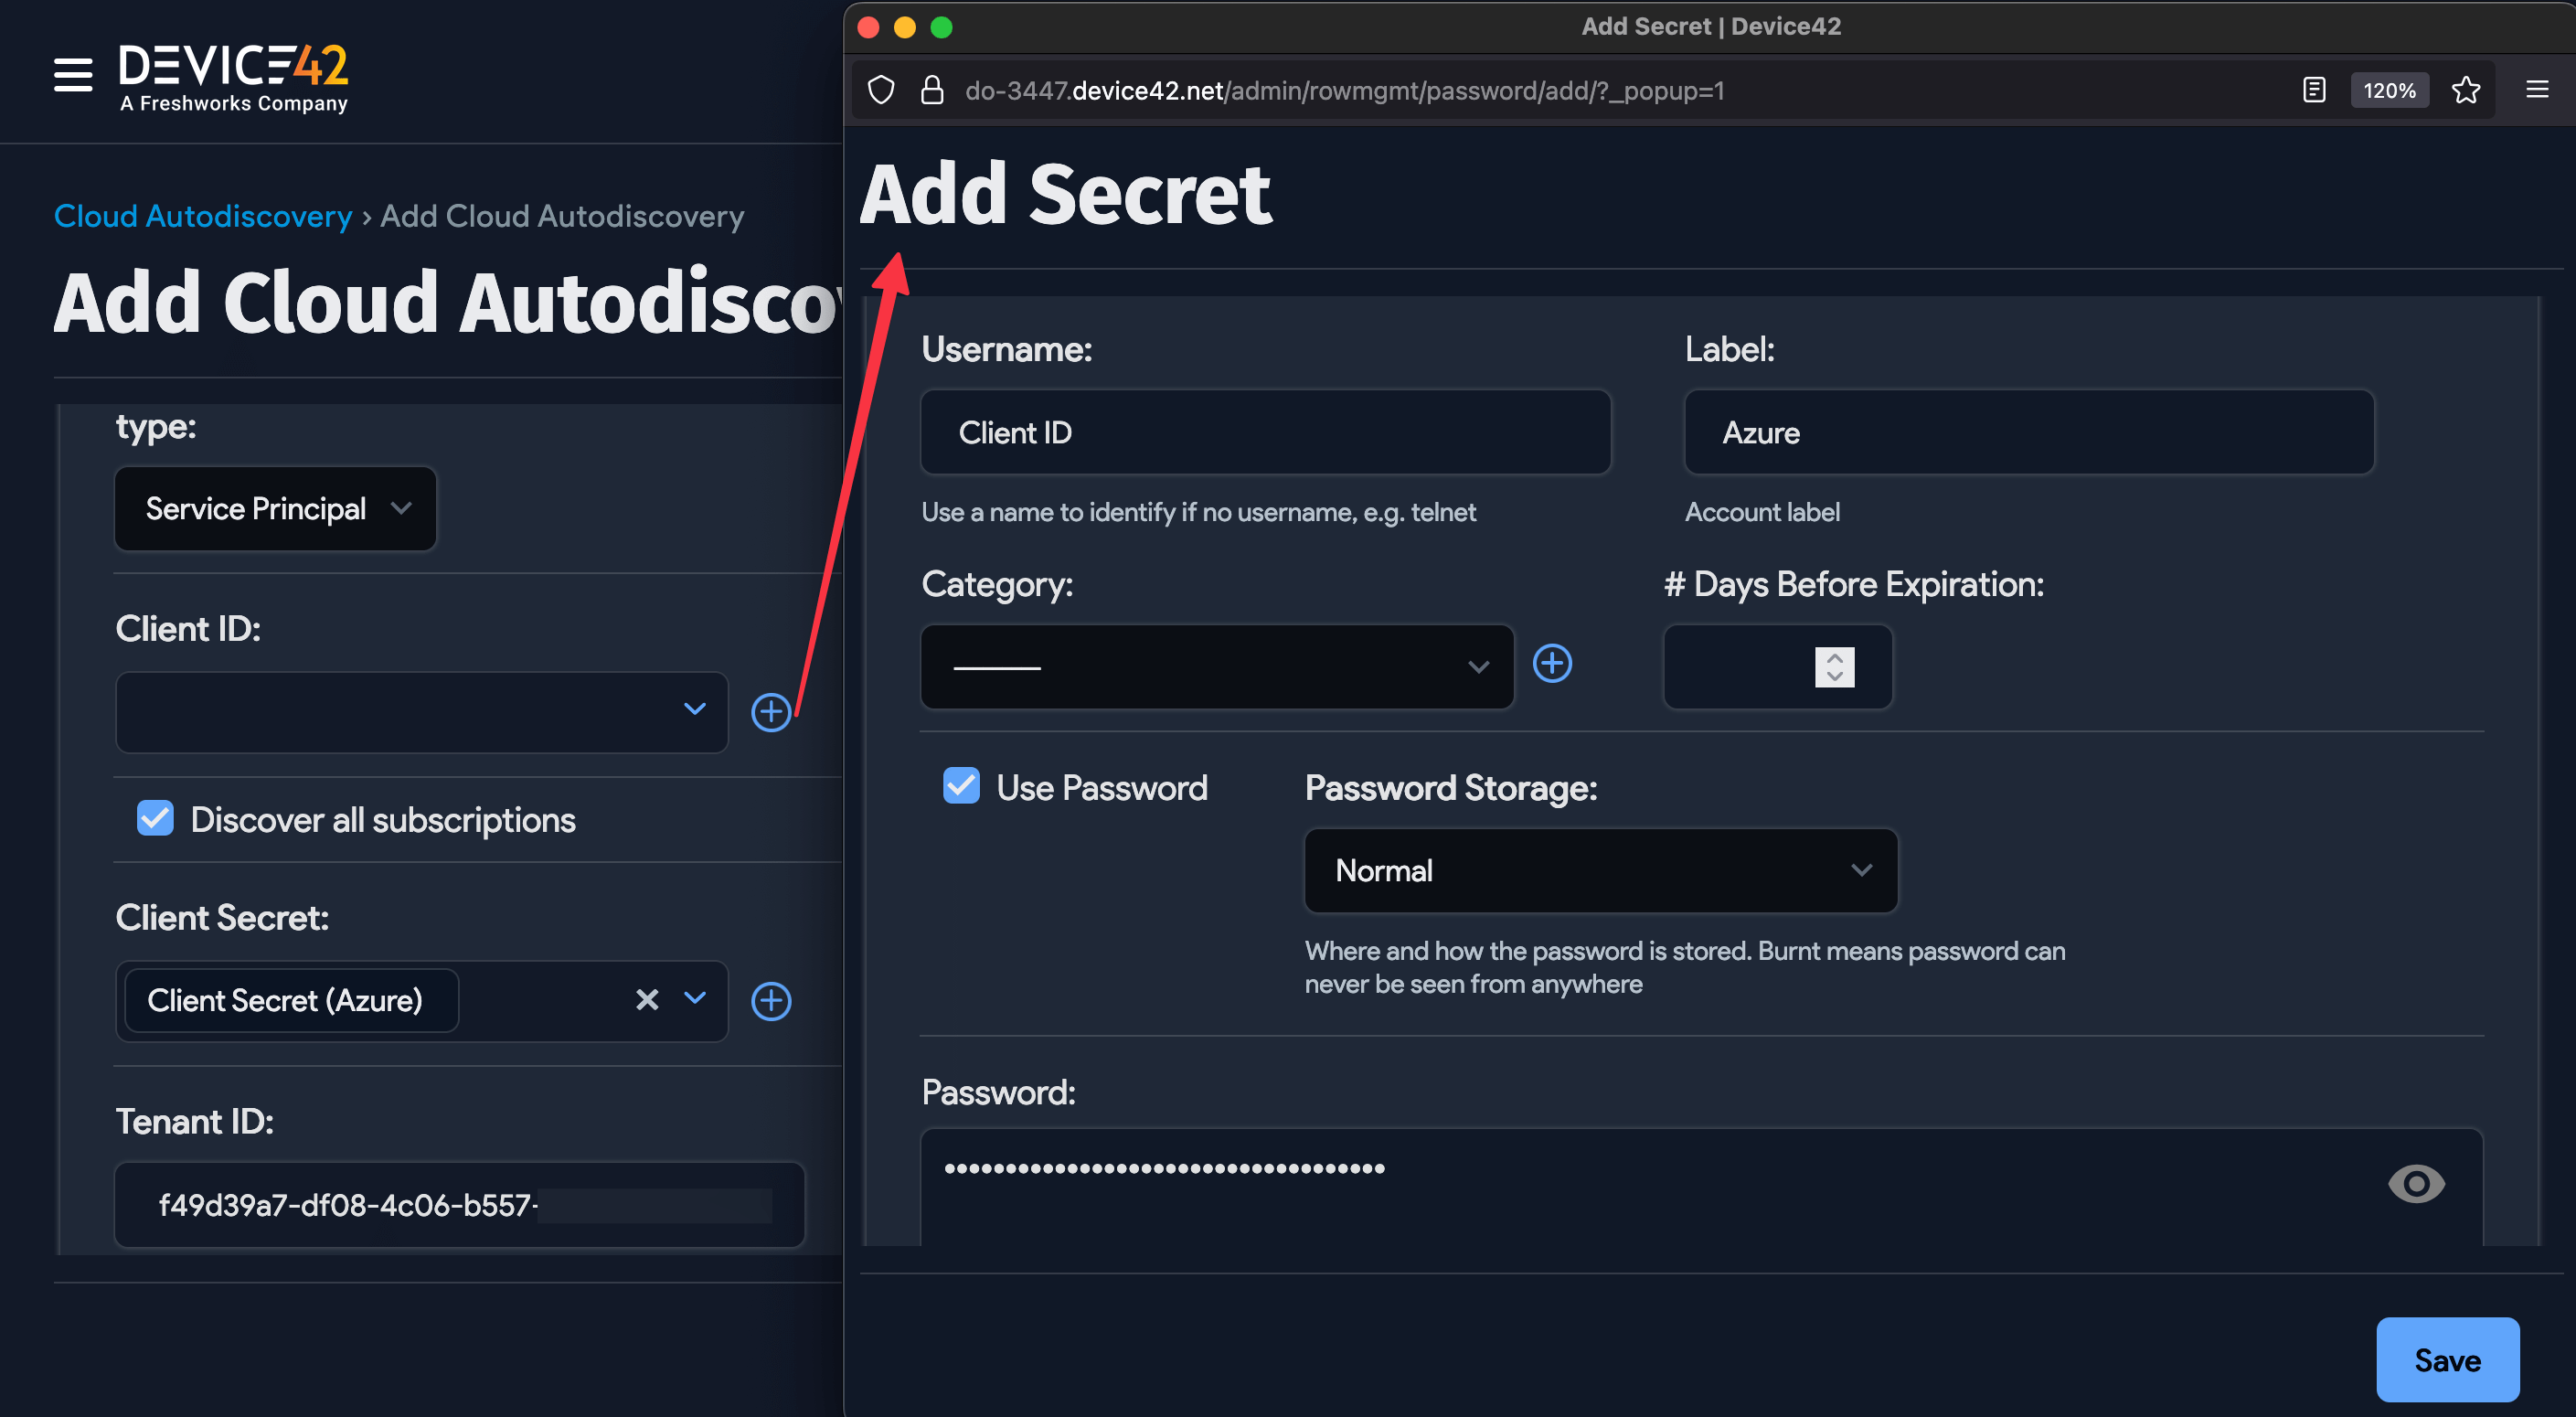 DEVICE42
A Freshworks Company
Cloud Autodiscovery › Add Cloud Autodiscovery
Add Cloud Autodisco
type:
Service Principal
Client ID:
Discover all subscriptions
Client Secret:
Client Secret (Azure)
Tenant ID:
f49d39a7-df08-4c06-b557-
Add Secret | Device42
do-3447.device42.net/admin/rowmgmt/password/add/?_popup=1
120%
Add Secret
Username:
Label:
Client ID
Azure
Use a name to identify if no username, e.g. telnet
Account label
Category:
# Days Before Expiration:
Use Password
Password Storage:
Normal
Where and how the password is stored. Burnt means password can
never be seen from anywhere
Password:
Save